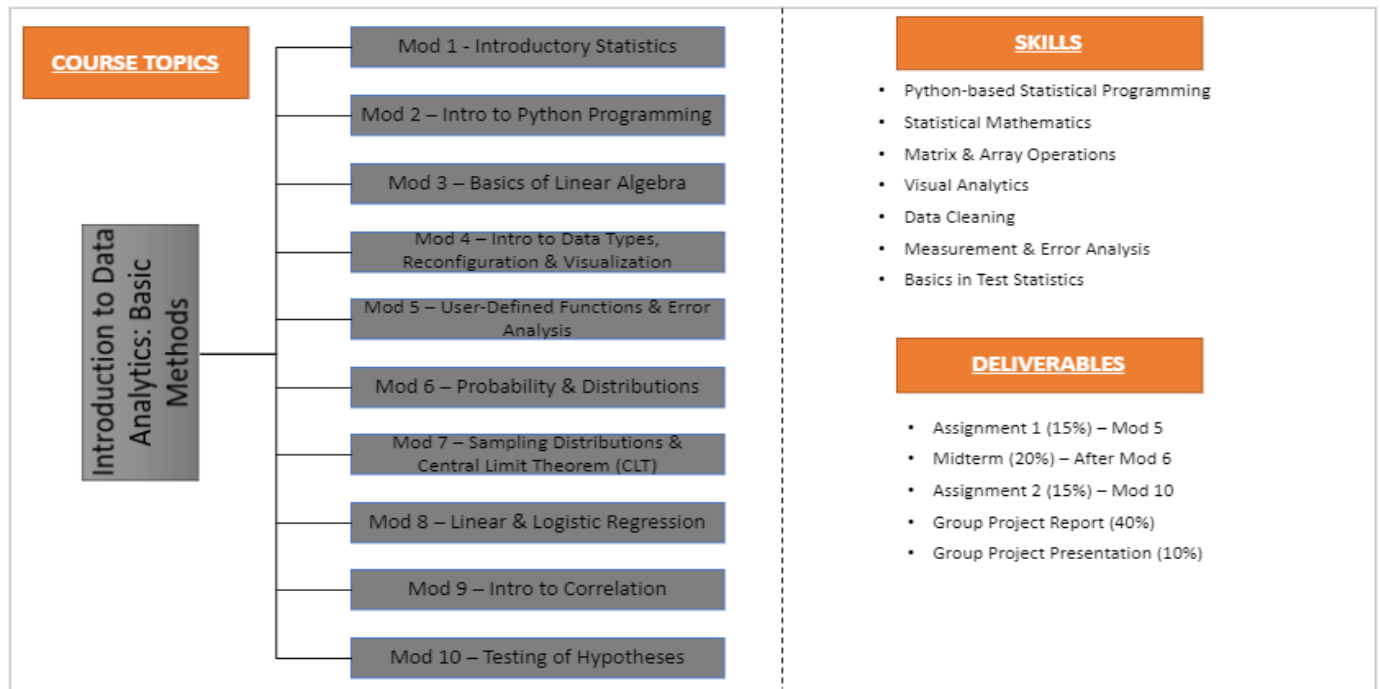 COURSE TOPICS
Introduction to Data
Analytics: Basic
Methods
Mod 1 - Introductory Statistics
Mod 2 – Intro to Python Programming
Mod 3 – Basics of Linear Algebra
Mod 4 – Intro to Data Types,
Reconfiguration & Visualization
Mod 5 – User-Defined Functions & Error
Analysis
Mod 6 – Probability & Distributions
Mod 7 – Sampling Distributions &
Central Limit Theorem (CLT)
Mod 8 – Linear & Logistic Regression
Mod 9 – Intro to Correlation
Mod 10 – Testing of Hypotheses
SKILLS
• Python-based Statistical Programming
• Statistical Mathematics
• Matrix & Array Operations
• Visual Analytics
• Data Cleaning
• Measurement & Error Analysis
• Basics in Test Statistics
DELIVERABLES
• Assignment 1 (15%) – Mod 5
• Midterm (20%) – After Mod 6
• Assignment 2 (15%) – Mod 10
• Group Project Report (40%)
• Group Project Presentation (10%)